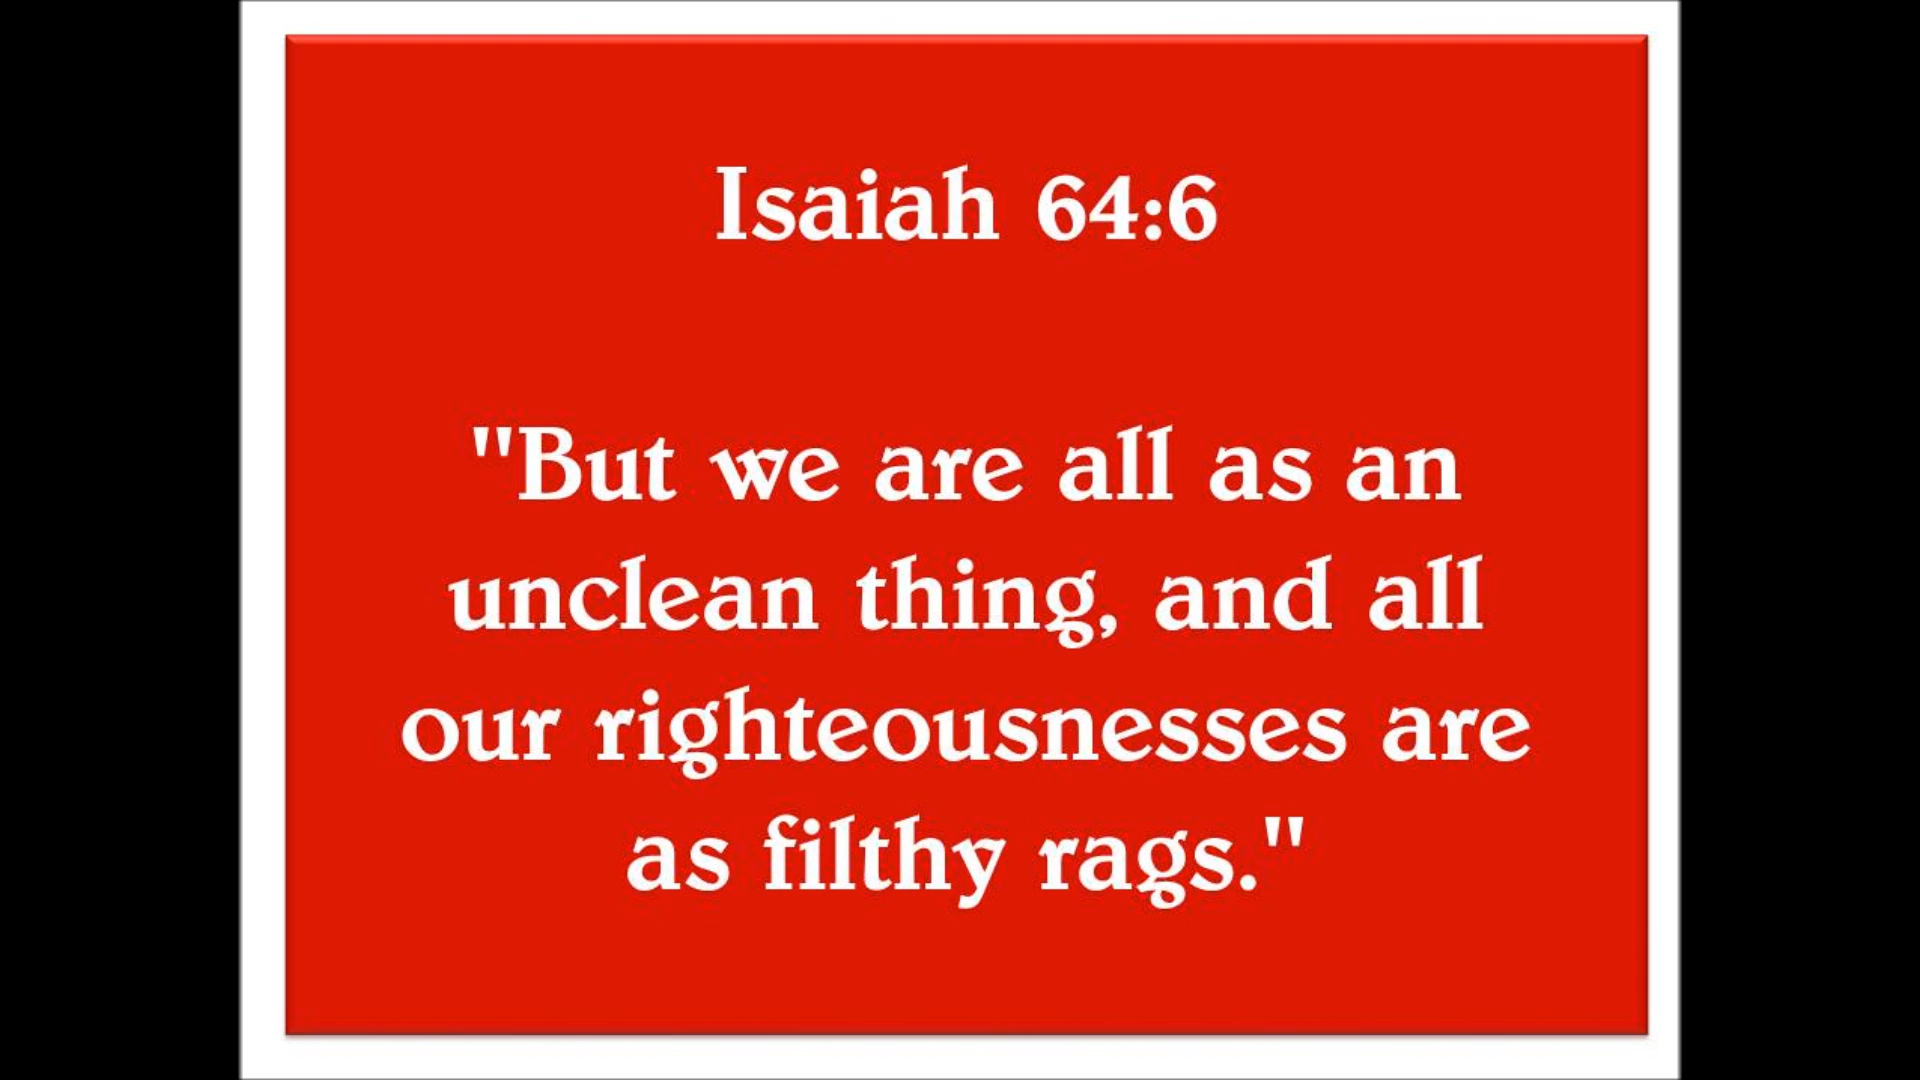 Isaiah 64:6
"But we are all as an
unclean thing, and all
our righteousnesses are
as filthy rags."